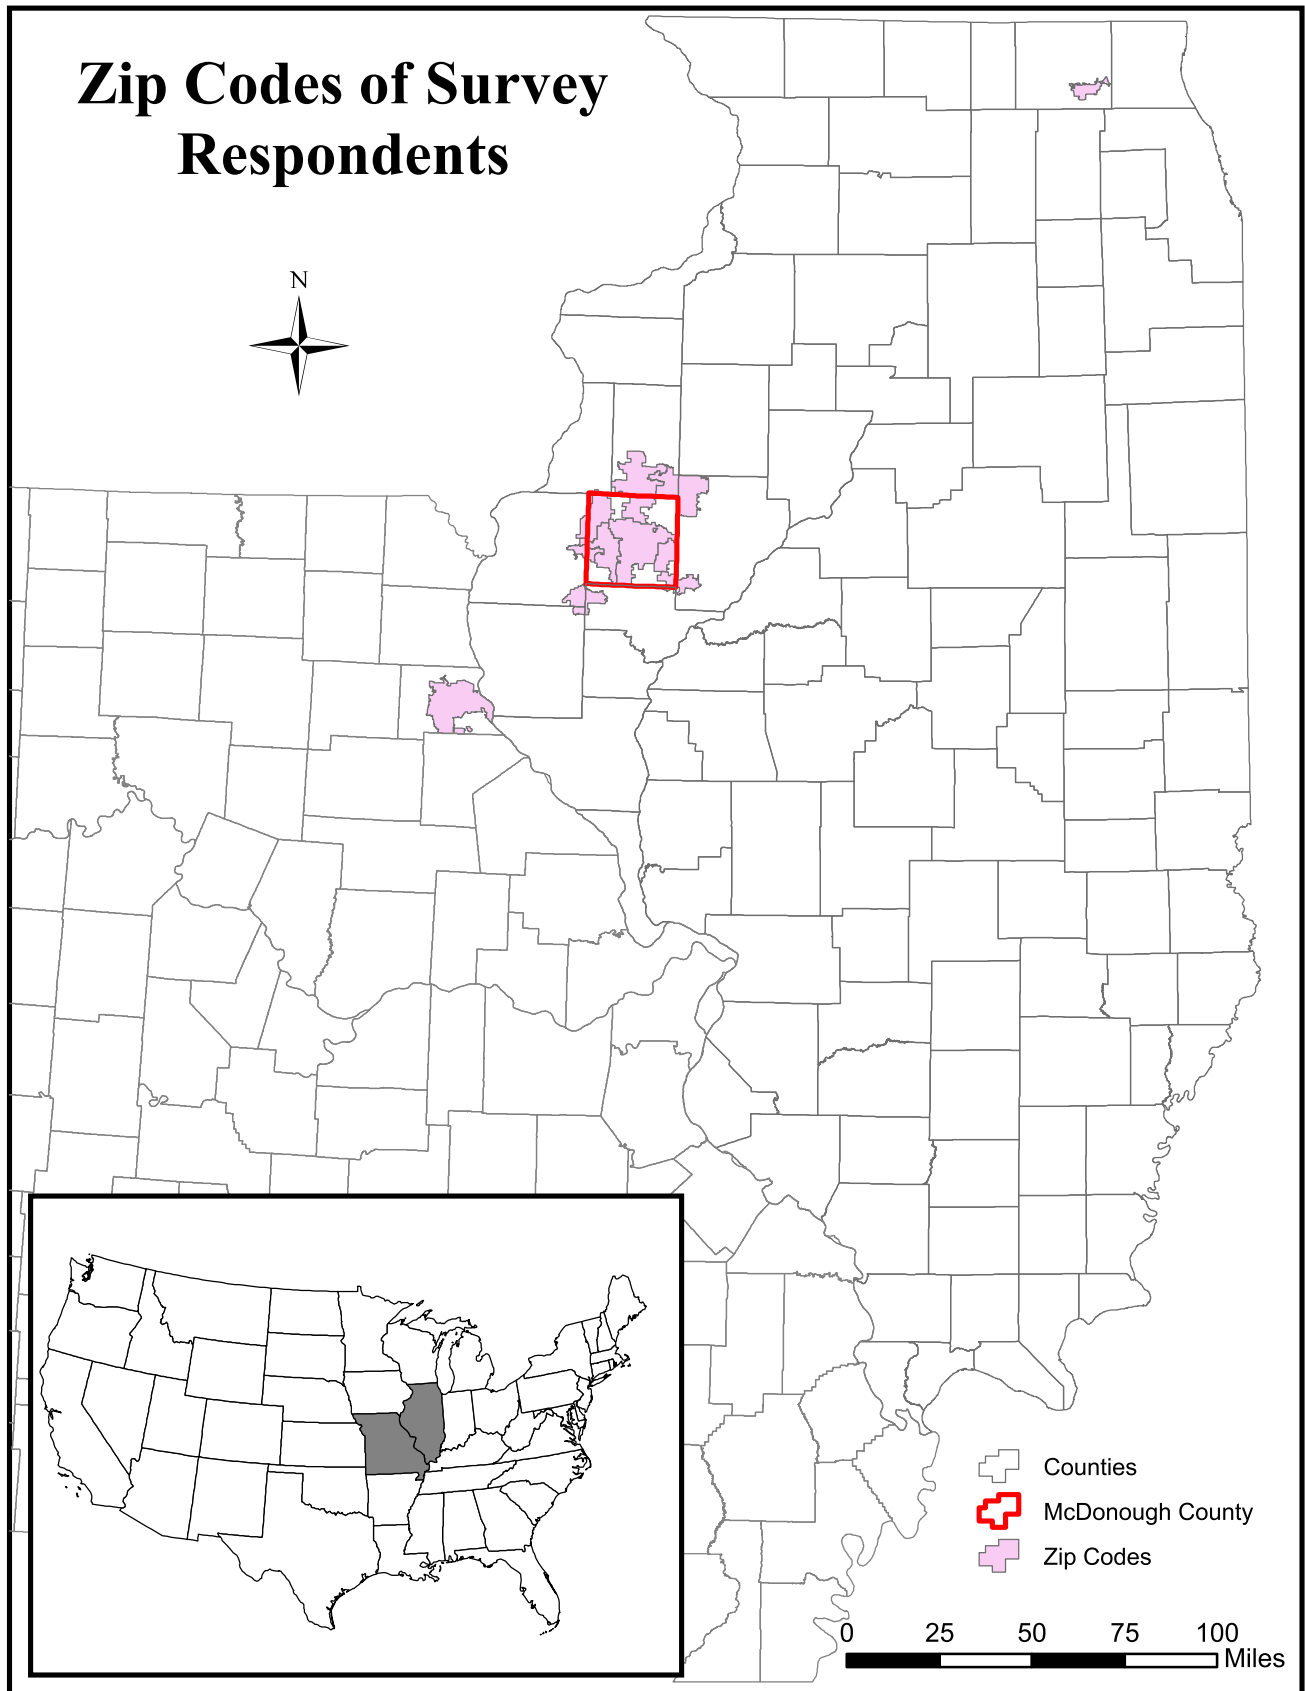 Zip Codes of Survey
Respondents
N
Counties
McDonough County
Zip Codes
0 25 50 75 100
Miles